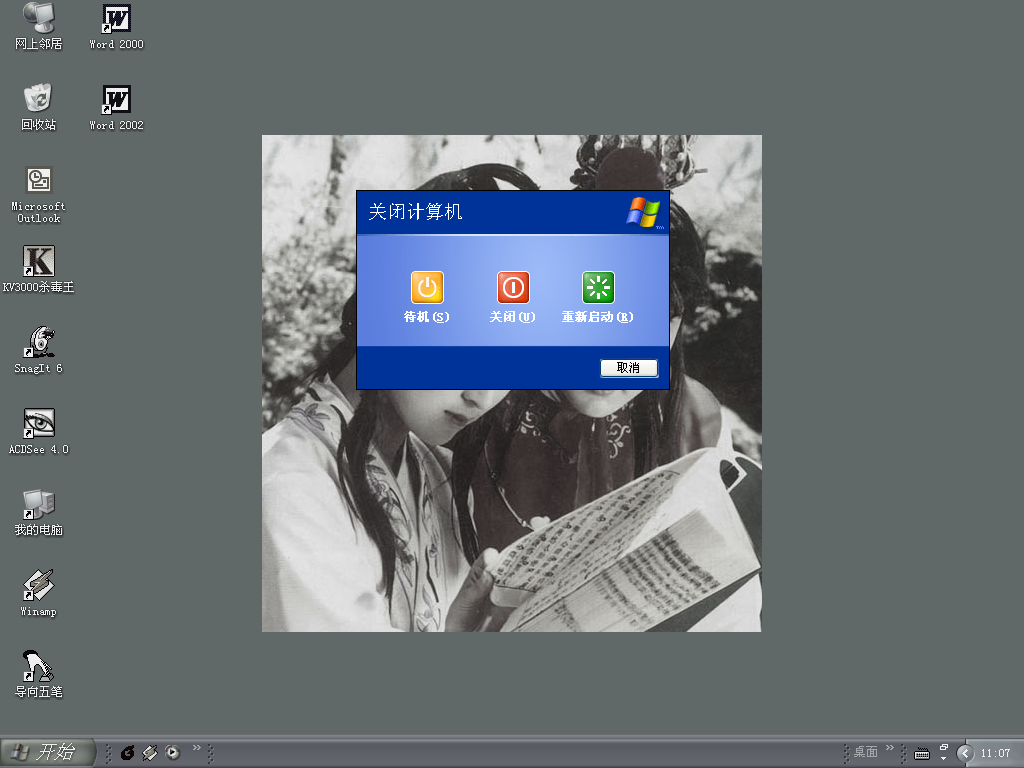 网上邻居
Word 2000
回收站
Word 2002
Microsoft
Outlook
KV3000杀毒王
SnagIt 6
ACDSee 4.0
我的电脑
Winamp
导向五笔
关闭计算机
待机(S)
关闭(U)
重新启动(R)
取消
开始
桌面
11:07